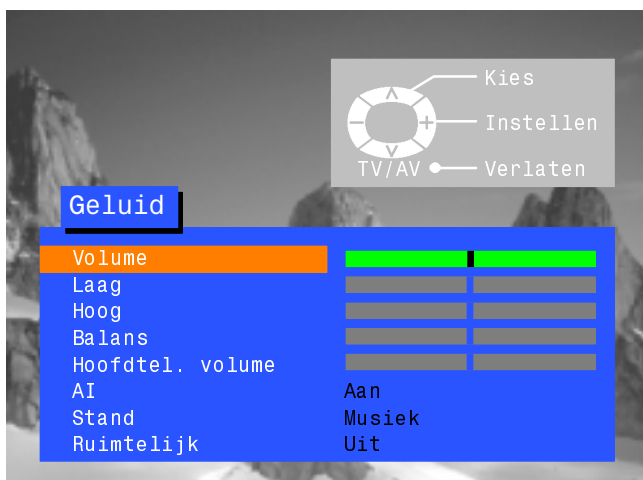 Kies
Instellen
TV/AV Verlaten
Geluid
Volume
Laag
Hoog
Balans
Hoofdtel. volume
AI Aan
Stand Musiek
Ruimtelijk Uit